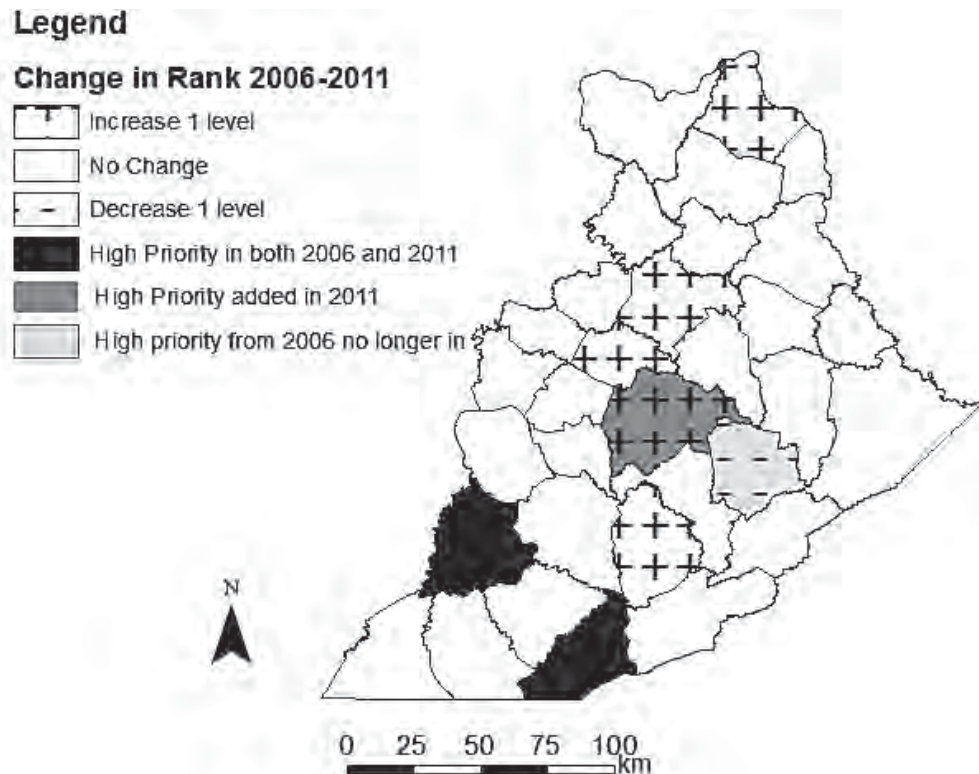 Legend
Change in Rank 2006-2011
Increase 1 level
No Change
Decrease 1 level
High Priority in both 2006 and 2011
High Priority added in 2011
High priority from 2006 no longer in
N
0 25 50 75 100
km